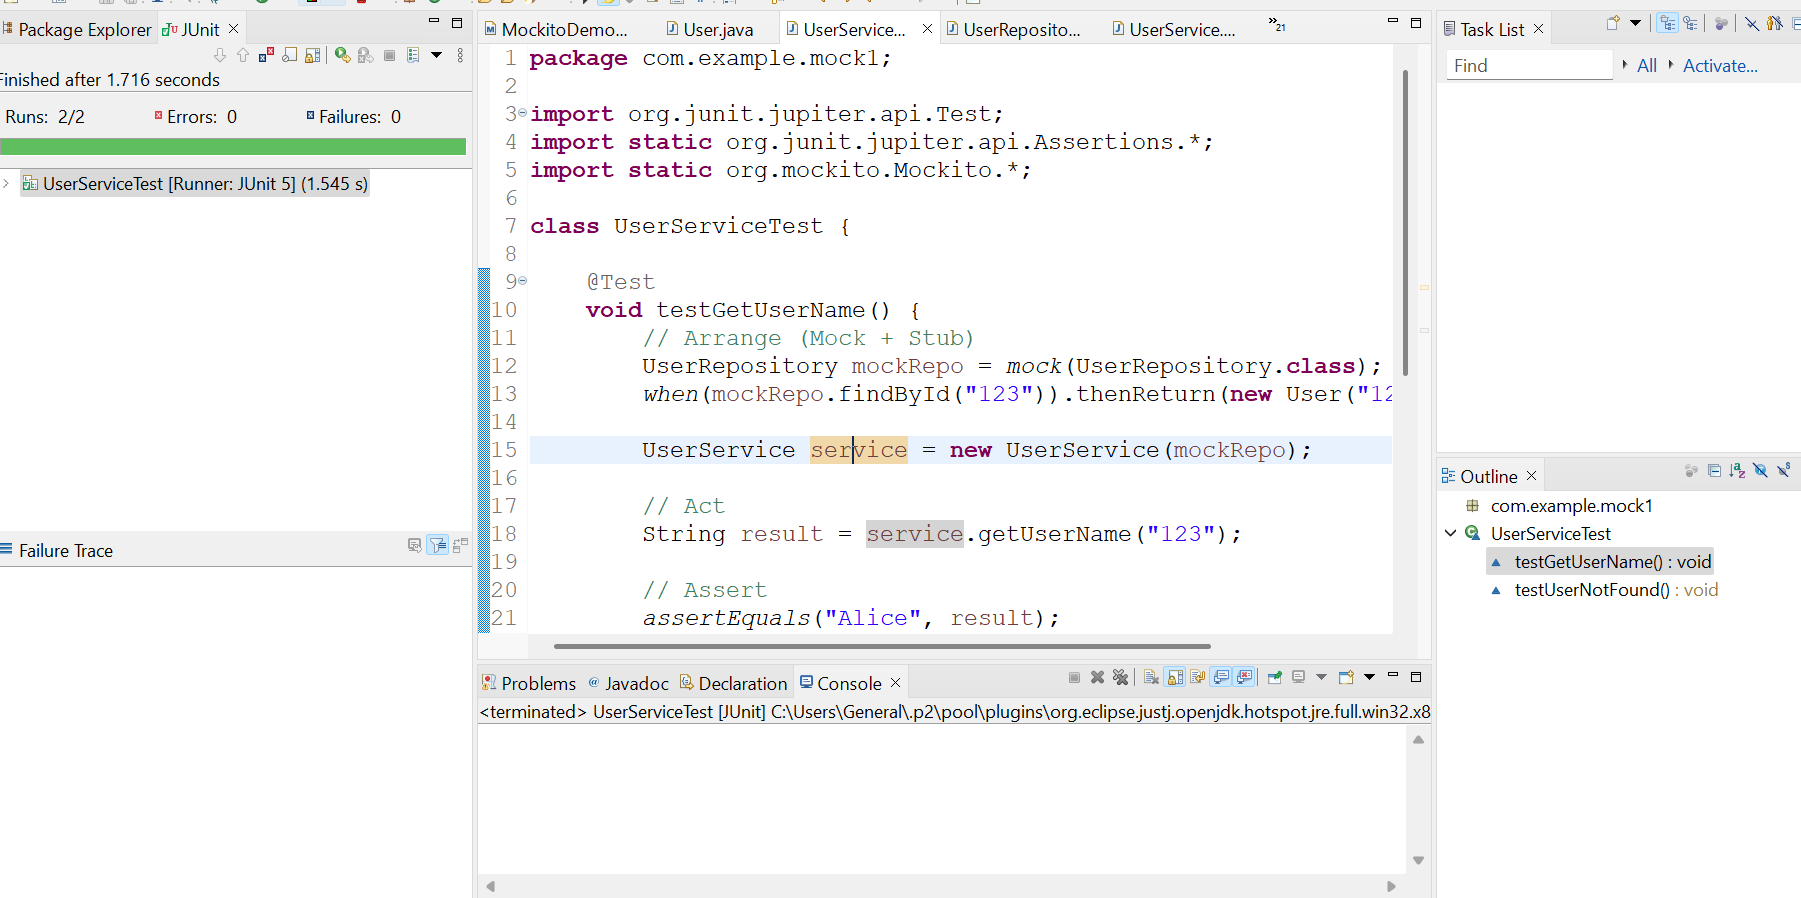 Package Explorer
JUnit
Finished after 1.716 seconds
Runs: 2/2
Errors: 0
Failures: 0
UserServiceTest [Runner: JUnit 5] (1.545 s)
Failure Trace
MockitoDemo...
User.java
UserService...
UserReposito...
UserService....
21
1 package com.example.mock1;
2
3 import org.junit.jupiter.api.Test;
4 import static org.junit.jupiter.api.Assertions.*;
5 import static org.mockito.Mockito.*;
6
7 class UserServiceTest {
8
9 @Test
10 void testGetUserName() {
11 // Arrange (Mock + Stub)
12 UserRepository mockRepo = mock(UserRepository.class);
13 when(mockRepo.findById("123")).thenReturn(new User("12
14
15 UserService service = new UserService(mockRepo);
16
17 // Act
18 String result = service.getUserName("123");
19
20 // Assert
21 assertEquals("Alice", result);
Problems
@ Javadoc
Declaration
Console
<terminated> UserServiceTest [JUnit] C:\Users\General\.p2\pool\plugins\org.eclipse.justj.openjdk.hotspot.jre.full.win32.x8
Task List
Find
All
Activate...
Outline
com.example.mock1
UserServiceTest
testGetUserName() : void
testUserNotFound() : void